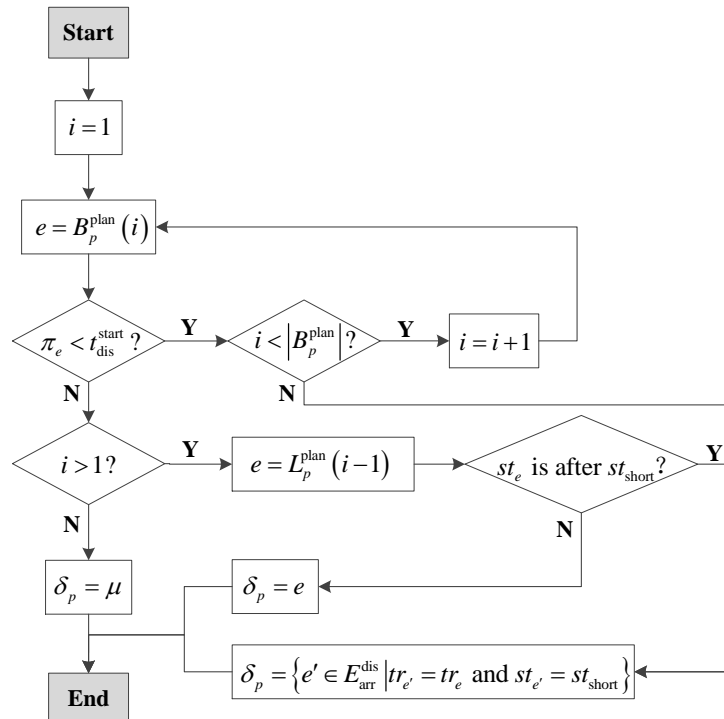 Start
i = 1
e = B_p^plan (i)
π_e < t_dis^start ?
Y
i < |B_p^plan| ?
Y
i = i+1
N
N
i > 1?
Y
e = L_p^plan (i−1)
st_e is after st_short ?
Y
N
N
δ_p = μ
δ_p = e
δ_p = {e′ ∈ E_arr^dis | tr_e′ = tr_e and st_e′ = st_short}
End